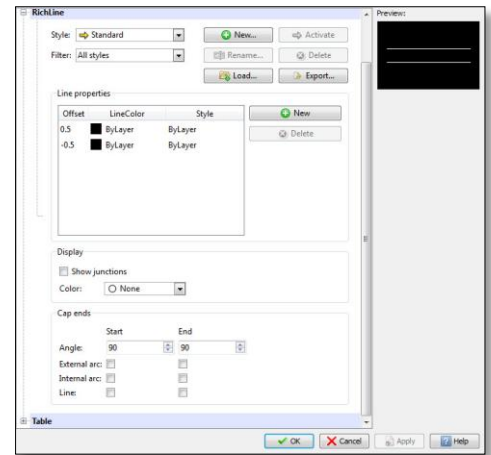 RichLine
Preview:
Style: Standard New... Activate
Filter: All styles Rename... Delete
Load... Export...
Line properties
Offset LineColor Style
0.5 ByLayer ByLayer
-0.5 ByLayer ByLayer
New
Delete
Display
Show junctions
Color: None
Cap ends
Start End
Angle: 90 90
External arc:
Internal arc:
Line:
Table
OK Cancel Apply Help